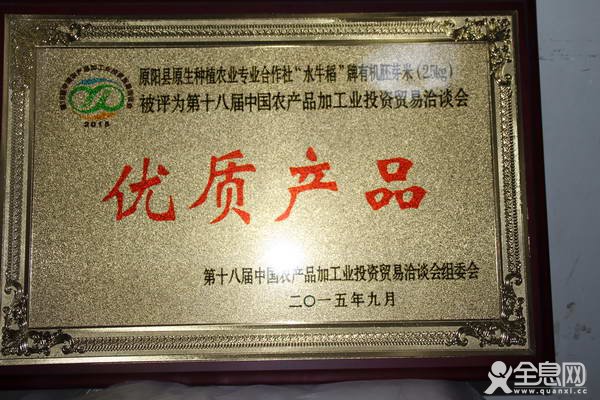 原阳县原生种植农业专业合作社“水牛稻”牌有机胚芽米(25kg)
被评为第十八届中国农产品加工业投资贸易洽谈会
2015
优质产品
第十八届中国农产品加工业投资贸易洽谈会组委会
二〇一五年九月
全息网
www.quanxi.cc